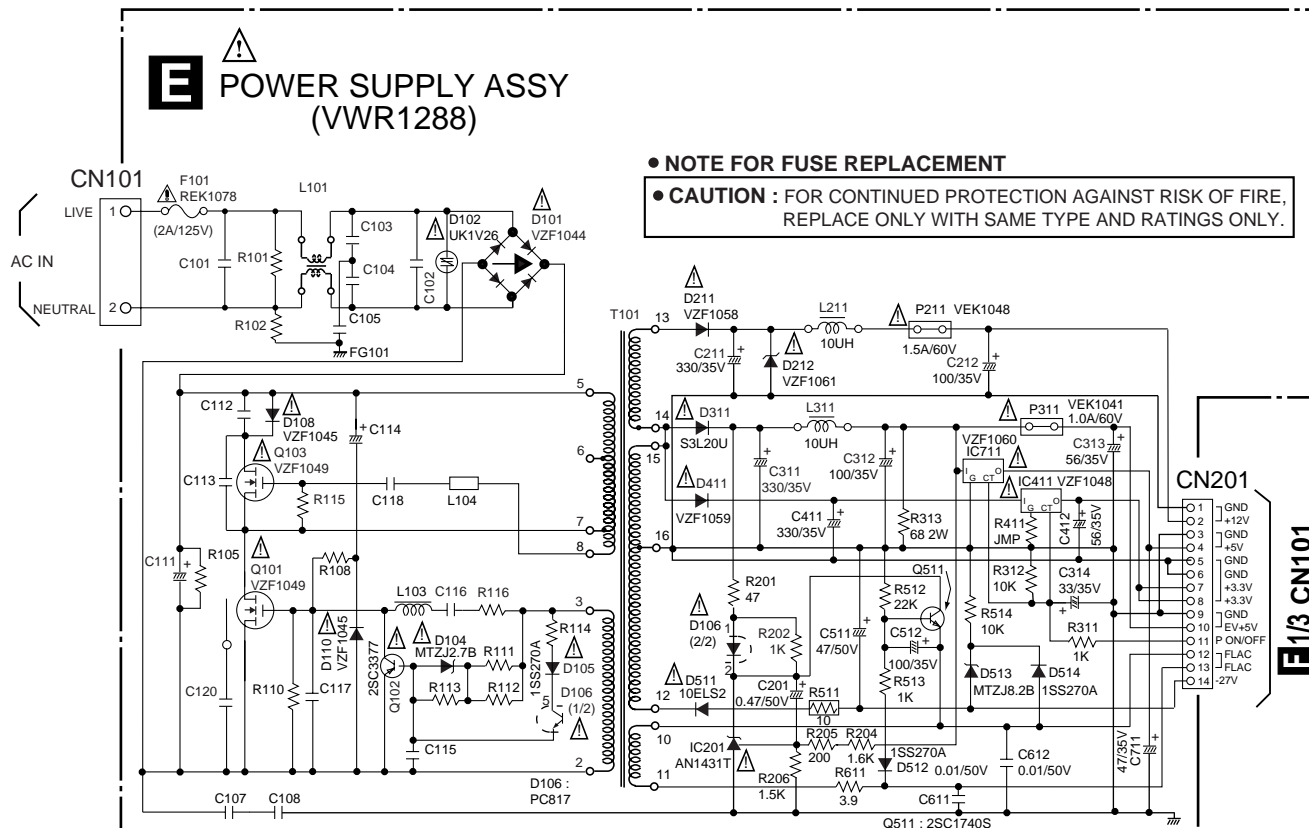 E
POWER SUPPLY ASSY
(VWR1288)
• NOTE FOR FUSE REPLACEMENT
• CAUTION : FOR CONTINUED PROTECTION AGAINST RISK OF FIRE,
REPLACE ONLY WITH SAME TYPE AND RATINGS ONLY.
CN101
F101
REK1078
(2A/125V)
L101
LIVE
1
AC IN
NEUTRAL
2
C101
R101
R102
C103
C104
C105
FG101
C102
D102
UK1V26
D101
VZF1044
T101
13
D211
VZF1058
C211
330/35V
D212
VZF1061
L211
10UH
P211
VEK1048
1.5A/60V
C212
100/35V
5
C112
D108
VZF1045
C114
14
D311
S3L20U
L311
10UH
P311
VEK1041
1.0A/60V
6
Q103
VZF1049
C113
R115
C118
L104
15
C311
330/35V
C312
100/35V
VZF1060
IC711
I
O
G
CT
C313
56/35V
D411
VZF1059
IC411
VZF1048
I
O
G
CT
CN201
7
8
16
C411
330/35V
R313
68 2W
R411
JMP
C412
56/35V
1
GND
2
+12V
3
GND
4
+5V
5
GND
6
GND
7
+3.3V
8
+3.3V
9
GND
10
EV+5V
11
P ON/OFF
12
FLAC
13
FLAC
14
-27V
F 1/3 CN101
C111
R105
Q101
VZF1049
R108
L103
C116
R116
3
R201
47
R512
22K
Q511
R312
10K
C314
33/35V
D110
VZF1045
2SC3377
Q102
D104
MTZJ2.7B
R111
R113
R112
R114
1SS270A
D105
D106
(1/2)
5
D106
(2/2)
1
2
R202
1K
C511
47/50V
C512
100/35V
R514
10K
R311
1K
C120
R110
C117
C115
2
12
D511
10ELS2
C201
0.47/50V
R511
10
R513
1K
D513
MTZJ8.2B
D514
1SS270A
10
IC201
AN1431T
R205
200
R204
1.6K
1SS270A
D512
C612
0.01/50V
47/35V
C711
11
R206
1.5K
R611
3.9
0.01/50V
C611
D106 :
PC817
C107
C108
Q511 : 2SC1740S